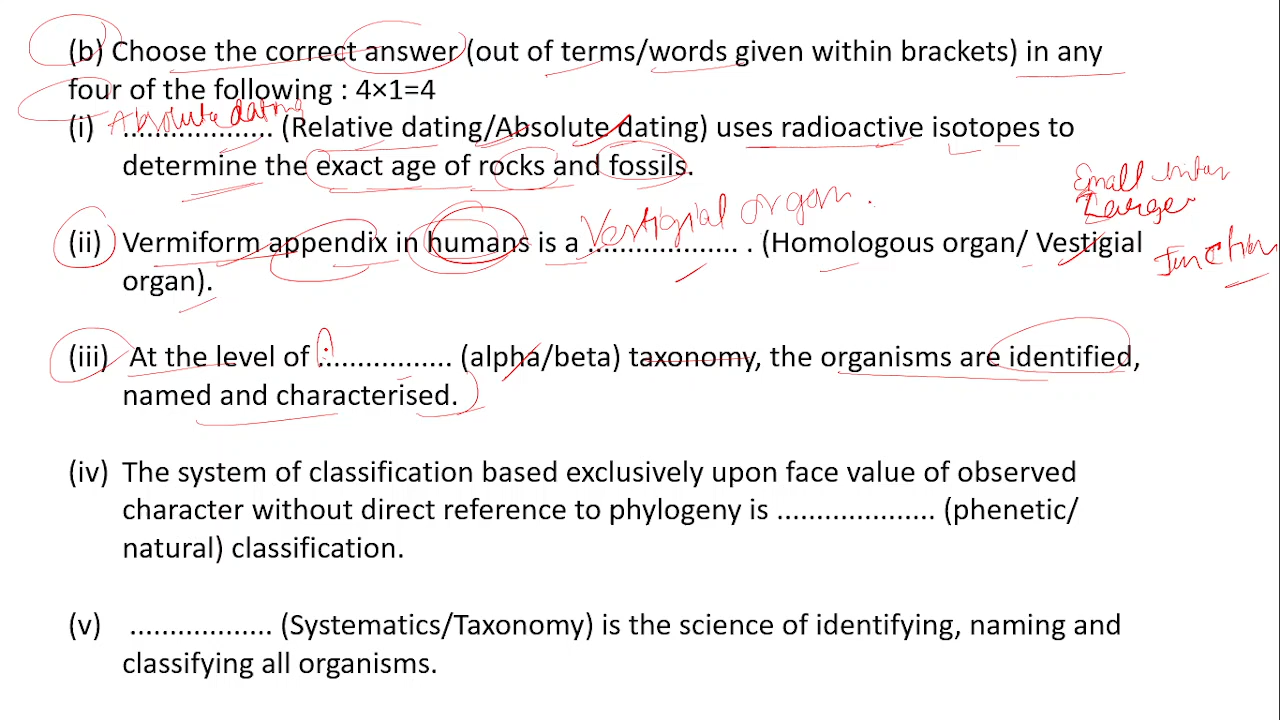 (b) Choose the correct answer (out of terms/words given within brackets) in any
four of the following : 4×1=4
Absolute dating
(i) ................... (Relative dating/Absolute dating) uses radioactive isotopes to
determine the exact age of rocks and fossils.
Small
Larger
Vestigial organ.
(ii) Vermiform appendix in humans is a ................... . (Homologous organ/ Vestigial
organ).
Function
(iii) At the level of ................. (alpha/beta) taxonomy, the organisms are identified,
named and characterised.
(iv) The system of classification based exclusively upon face value of observed
character without direct reference to phylogeny is .................... (phenetic/
natural) classification.
(v) .................. (Systematics/Taxonomy) is the science of identifying, naming and
classifying all organisms.